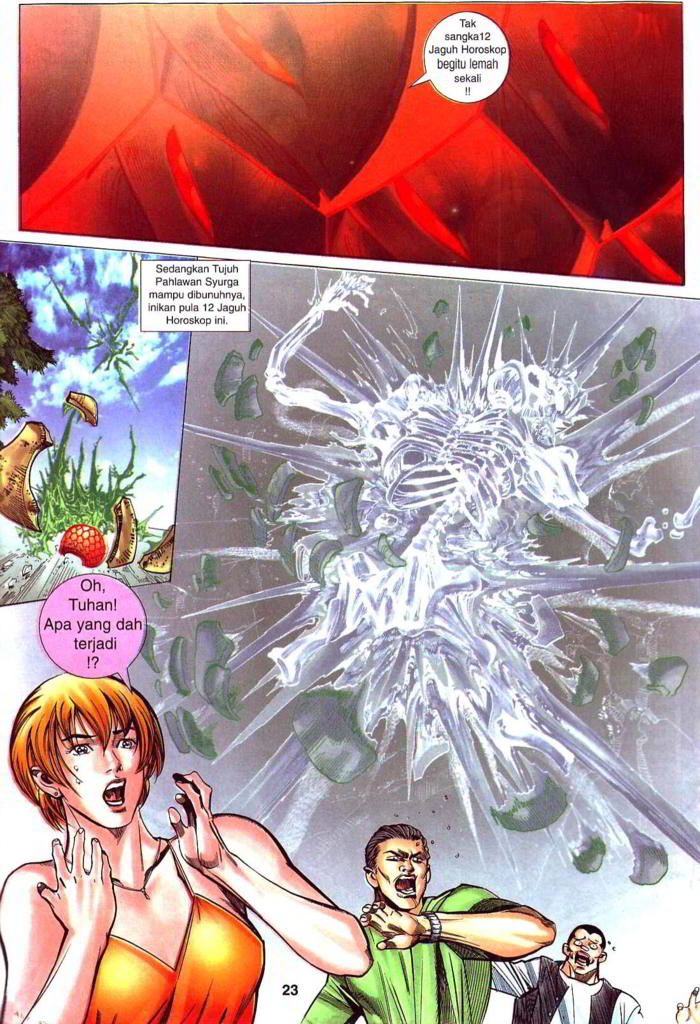 Tak
sangka12
Jaguh Horoskop
begitu lemah
sekali
!!
Sedangkan Tujuh
Pahlawan Syurga
mampu dibunuhnya,
inikan pula 12 Jaguh
Horoskop ini.
Oh,
Tuhan!
Apa yang dah
terjadi
!?
23